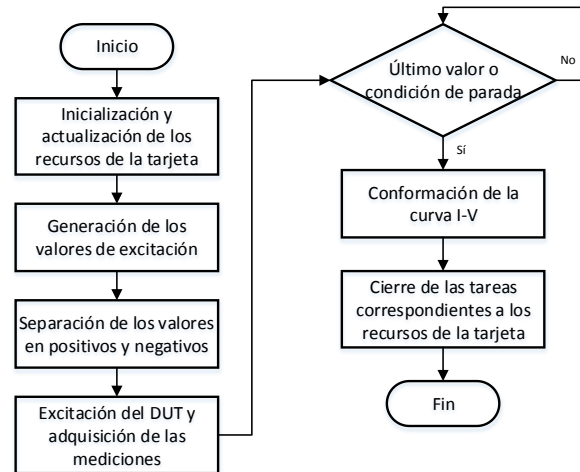 Inicio
Inicialización y
actualización de los
recursos de la tarjeta
Generación de los
valores de excitación
Separación de los valores
en positivos y negativos
Excitación del DUT y
adquisición de las
mediciones
Último valor o
condición de parada
No
Sí
Conformación de la
curva I-V
Cierre de las tareas
correspondientes a los
recursos de la tarjeta
Fin